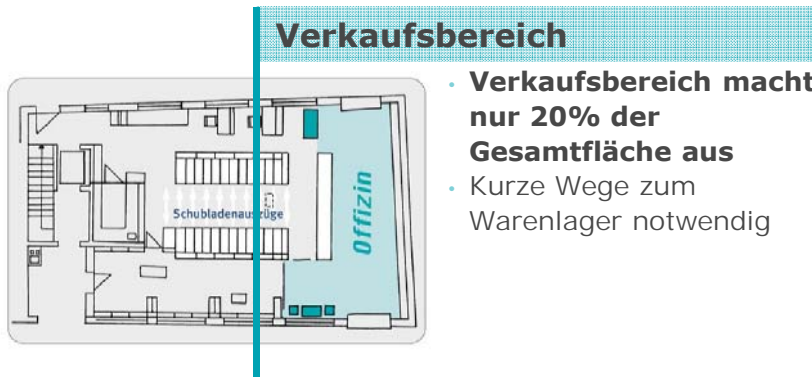 Verkaufsbereich
• Verkaufsbereich macht
nur 20% der
Gesamtfläche aus
• Kurze Wege zum
Warenlager notwendig
Schubladenauszüge
Offizin